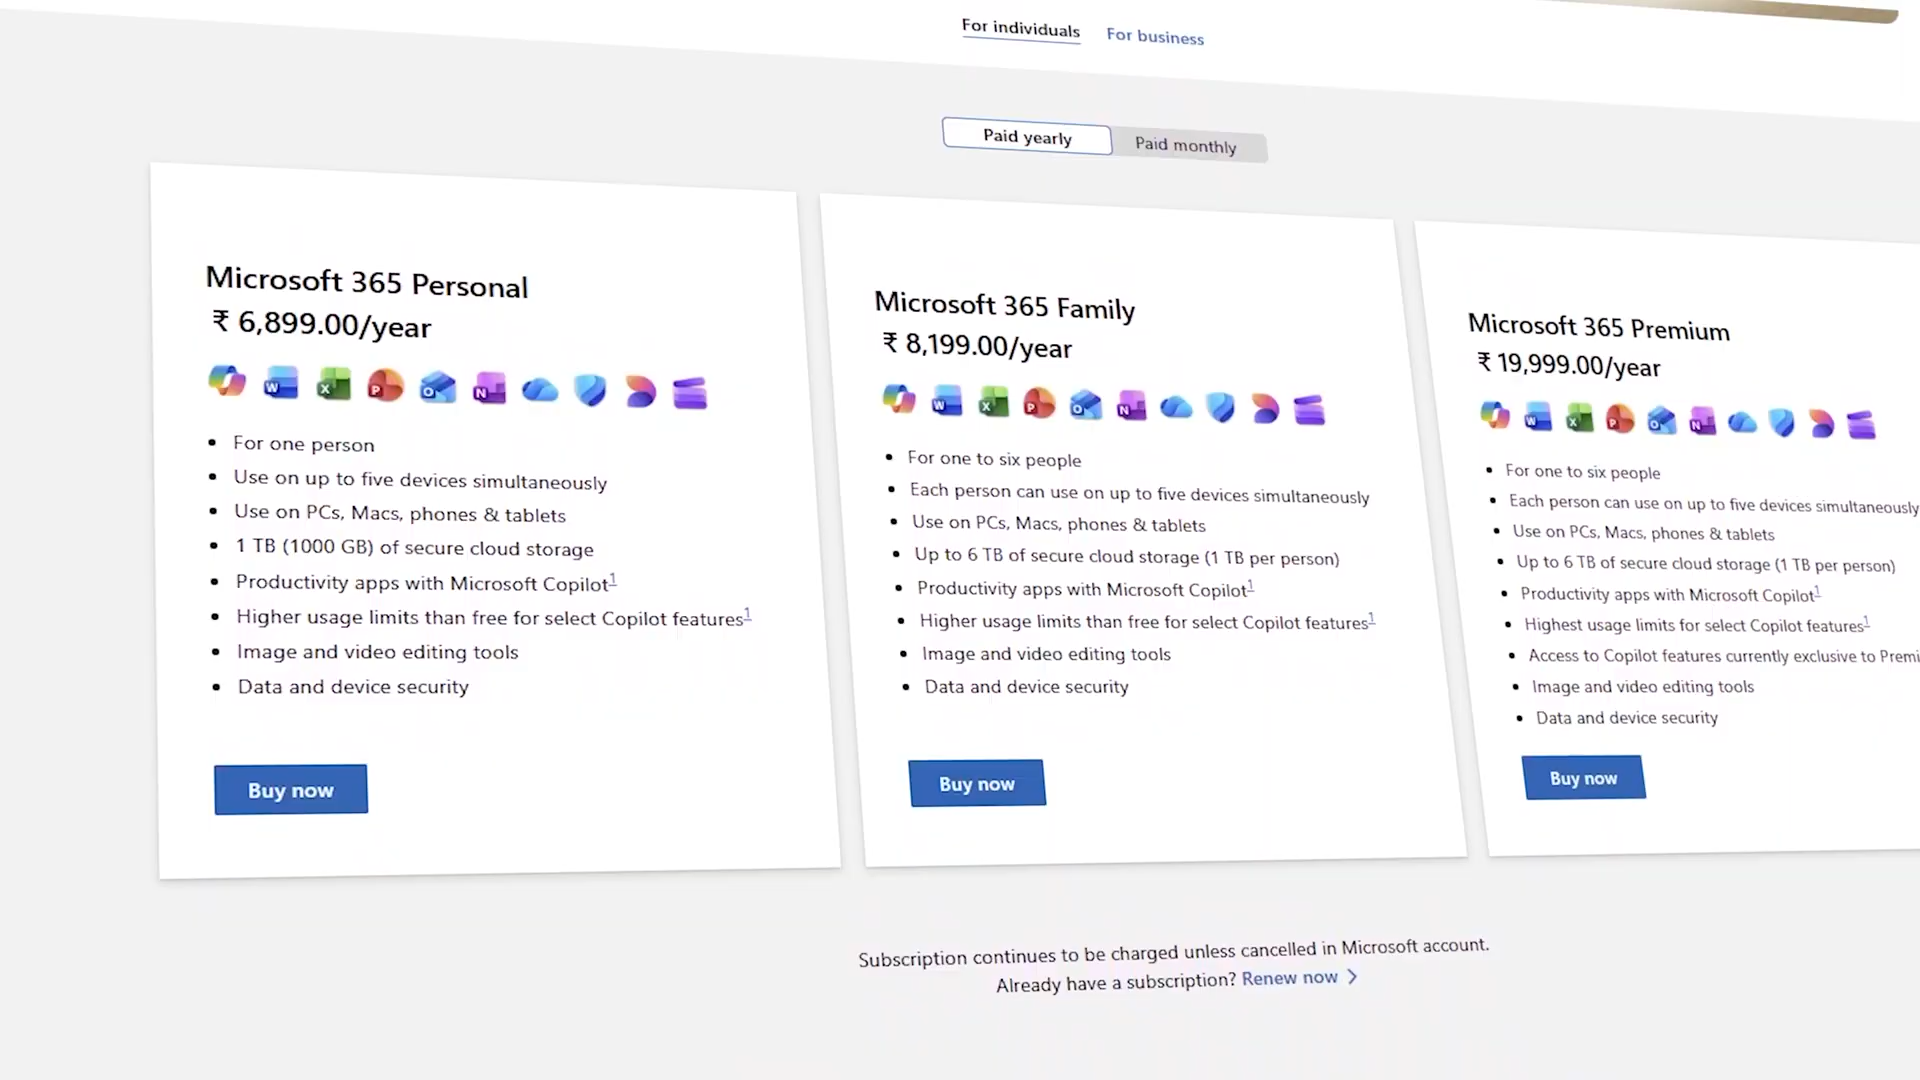 For individuals
For business
Paid yearly
Paid monthly
Microsoft 365 Personal
₹ 6,899.00/year
For one person
Use on up to five devices simultaneously
Use on PCs, Macs, phones & tablets
1 TB (1000 GB) of secure cloud storage
Productivity apps with Microsoft Copilot1
Higher usage limits than free for select Copilot features1
Image and video editing tools
Data and device security
Buy now
Microsoft 365 Family
₹ 8,199.00/year
For one to six people
Each person can use on up to five devices simultaneously
Use on PCs, Macs, phones & tablets
Up to 6 TB of secure cloud storage (1 TB per person)
Productivity apps with Microsoft Copilot1
Higher usage limits than free for select Copilot features1
Image and video editing tools
Data and device security
Buy now
Microsoft 365 Premium
₹ 19,999.00/year
For one to six people
Each person can use on up to five devices simultaneously
Use on PCs, Macs, phones & tablets
Up to 6 TB of secure cloud storage (1 TB per person)
Productivity apps with Microsoft Copilot1
Highest usage limits for select Copilot features1
Access to Copilot features currently exclusive to Premi
Image and video editing tools
Data and device security
Buy now
Subscription continues to be charged unless cancelled in Microsoft account.
Already have a subscription? Renew now